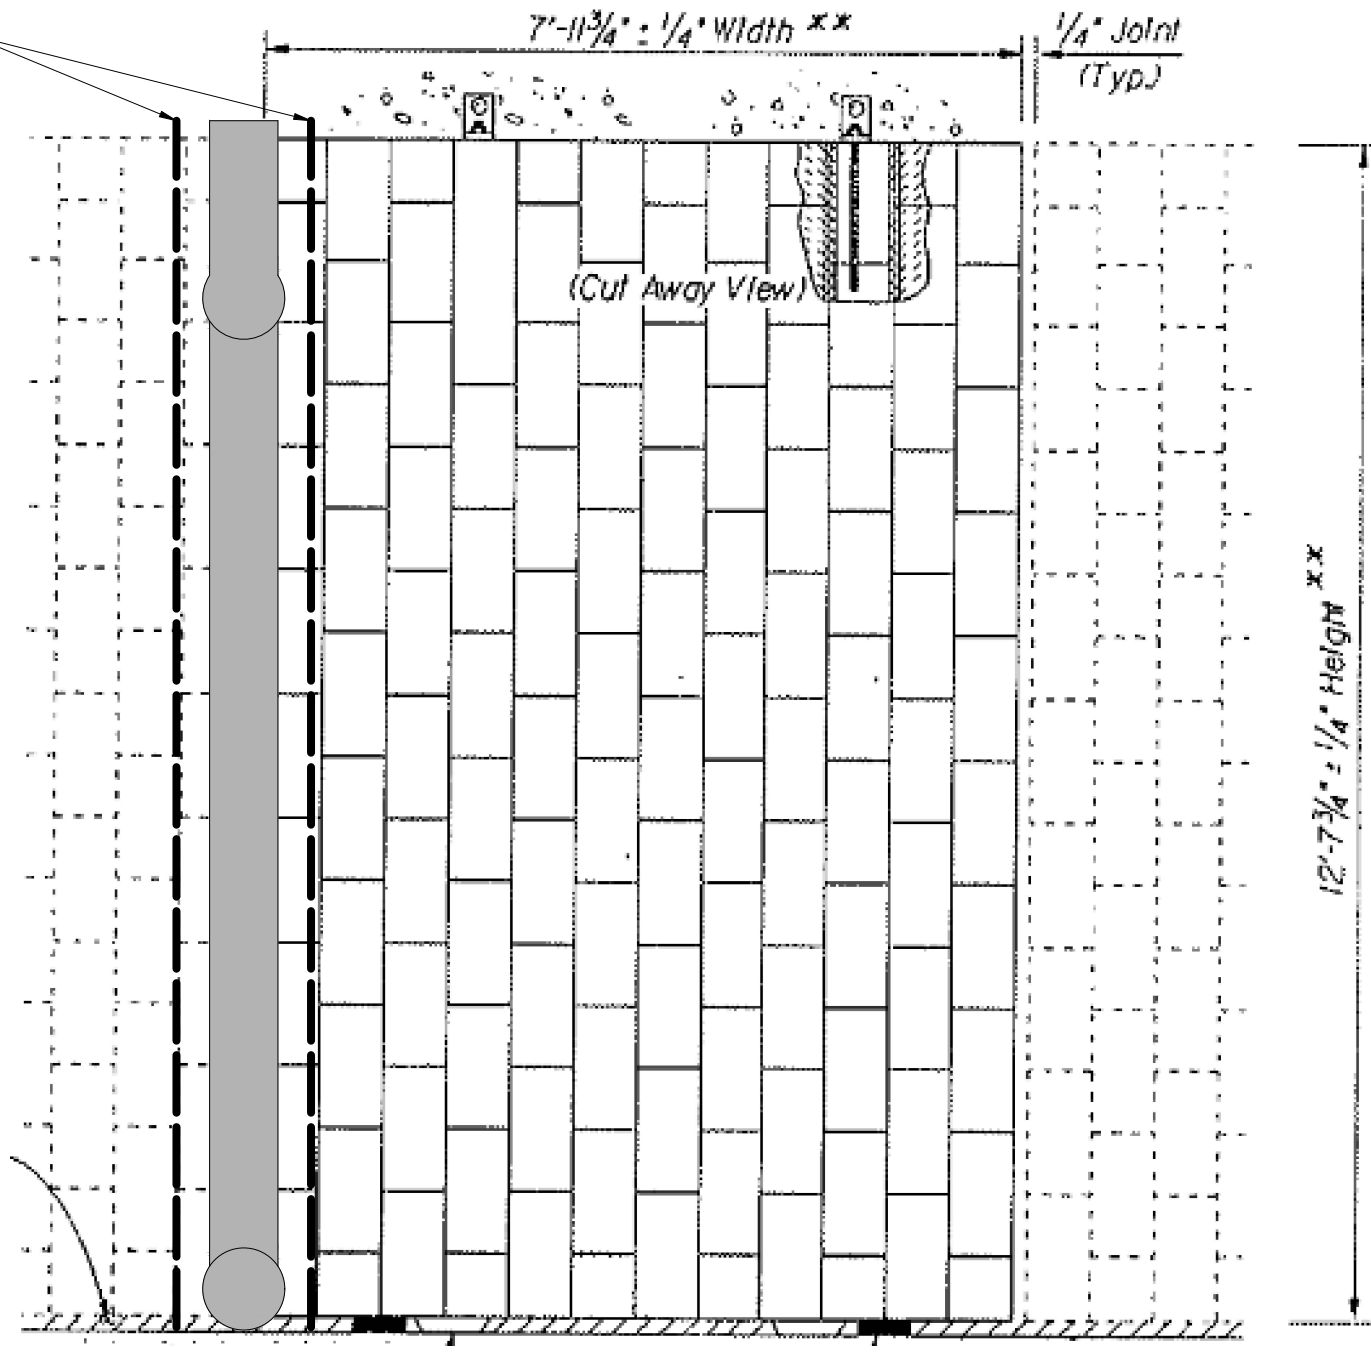 7'-11¾" ± ¼" Width **
¼" Joint
(Typ.)
(Cut Away View)
12'-7¾" ± ¼" Height **